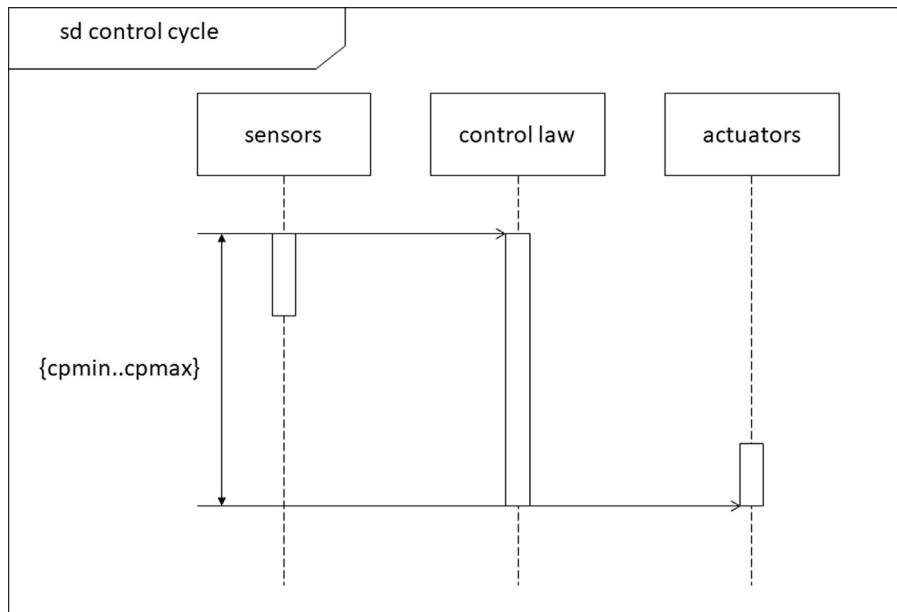 sd control cycle
sensors
control law
actuators
{cpmin..cpmax}